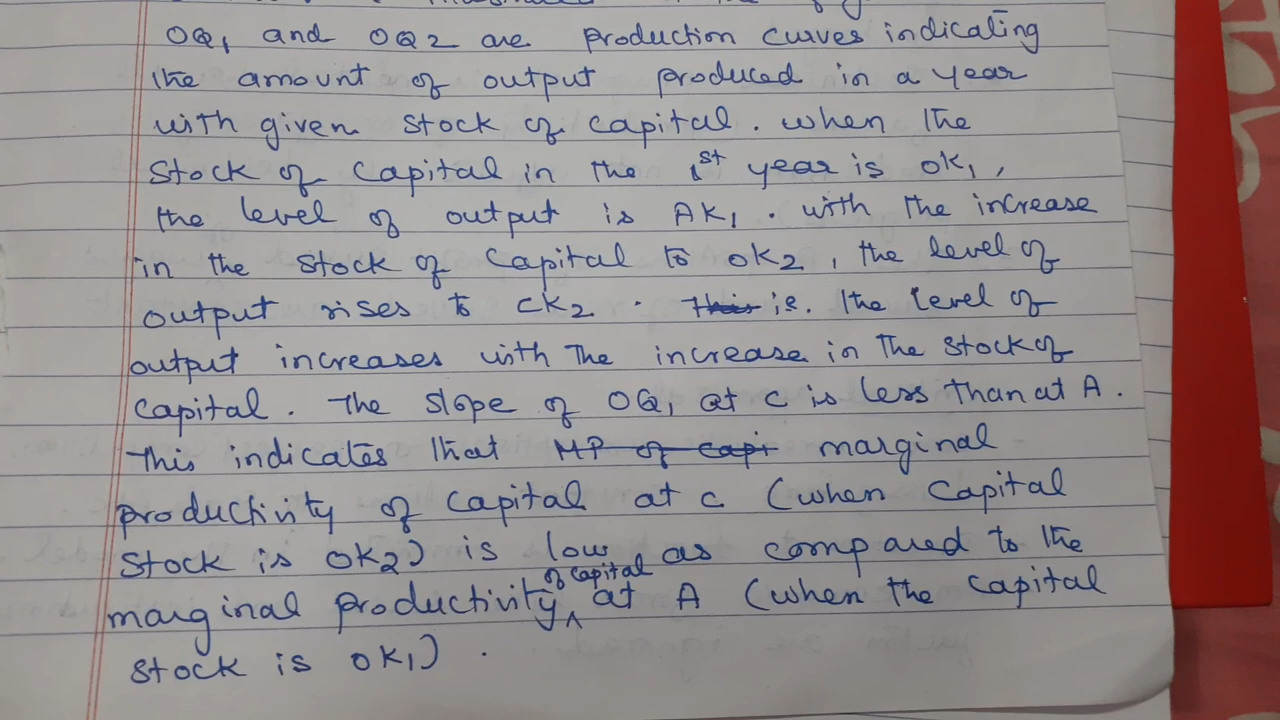 OQ1 and OQ2 are production curves indicating
the amount of output produced in a year
with given stock of capital. when the
stock of capital in the 1st year is OK1,
the level of output is AK1. with the increase
in the stock of capital to OK2, the level of
output rises to CK2. This is. The level of
output increases with the increase in the stock of
capital. The slope of OQ1 at C is less than at A.
This indicates that MP of capi marginal
productivity of capital at C (when capital
stock is OK2) is low as compared to the
marginal productivity of capital at A (when the capital
stock is OK1).